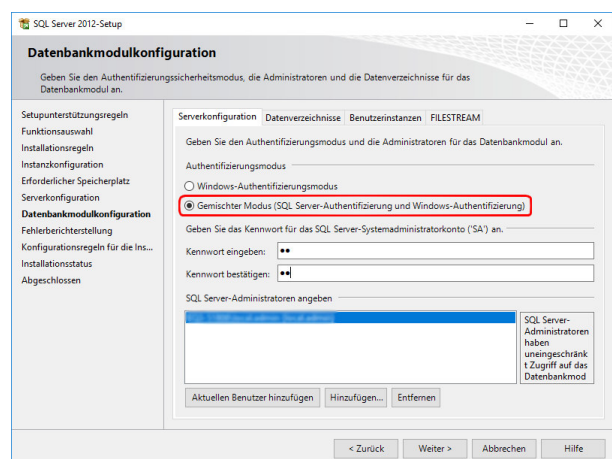 SQL Server 2012-Setup
Datenbankmodulkonfiguration
Geben Sie den Authentifizierungssicherheitsmodus, die Administratoren und die Datenverzeichnisse für das
Datenbankmodul an.
Setupunterstützungsregeln
Funktionsauswahl
Installationsregeln
Instanzkonfiguration
Erforderlicher Speicherplatz
Serverkonfiguration
Datenbankmodulkonfiguration
Fehlerberichterstellung
Konfigurationsregeln für die Ins...
Installationsstatus
Abgeschlossen
Serverkonfiguration Datenverzeichnisse Benutzerinstanzen FILESTREAM
Geben Sie den Authentifizierungsmodus und die Administratoren für das Datenbankmodul an.
Authentifizierungsmodus
Windows-Authentifizierungsmodus
Gemischter Modus (SQL Server-Authentifizierung und Windows-Authentifizierung)
Geben Sie das Kennwort für das SQL Server-Systemadministratorkonto ('SA') an.
Kennwort eingeben: ●●
Kennwort bestätigen: ●●
SQL Server-Administratoren angeben
SQL Server-
Administratoren
haben
uneingeschränk
t Zugriff auf das
Datenbankmod
Aktuellen Benutzer hinzufügen Hinzufügen... Entfernen
< Zurück Weiter > Abbrechen Hilfe